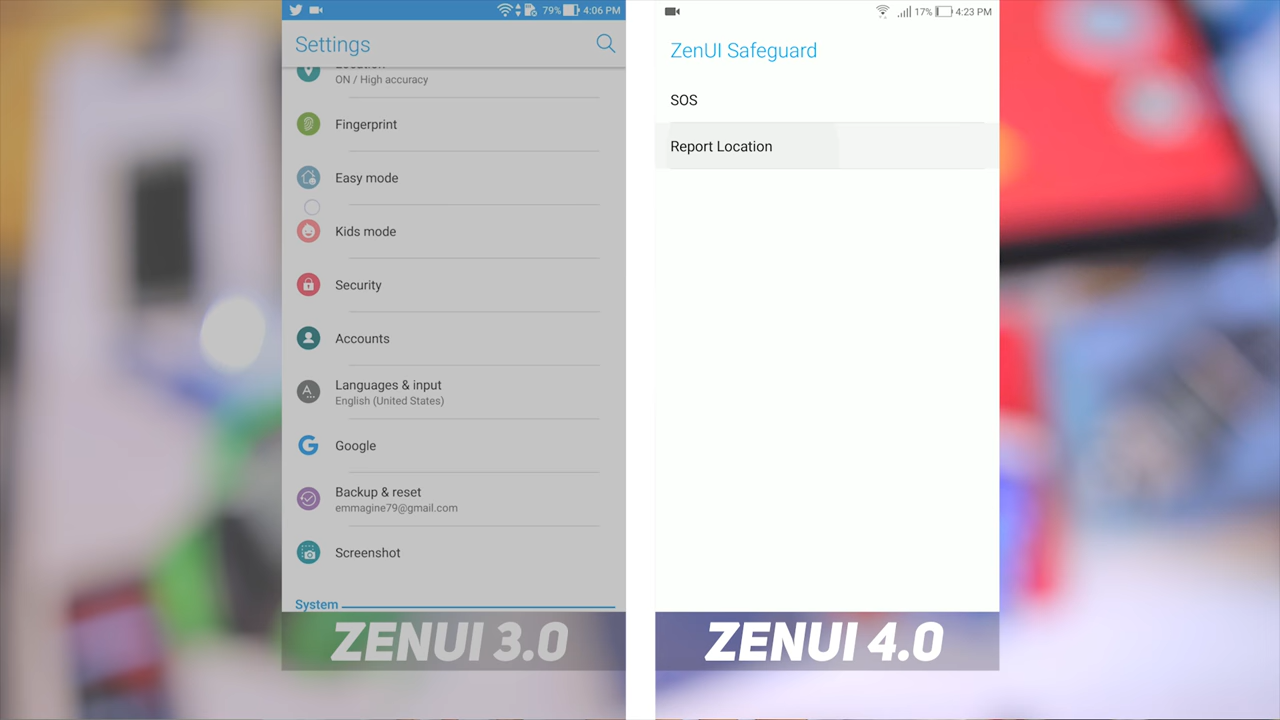 79% 4:06 PM
Settings
Location
ON / High accuracy
Fingerprint
Easy mode
Kids mode
Security
Accounts
A...
Languages & input
English (United States)
G
Google
Backup & reset
emmagine79@gmail.com
Screenshot
System
ZENUI 3.0
17% 4:23 PM
ZenUI Safeguard
SOS
Report Location
ZENUI 4.0